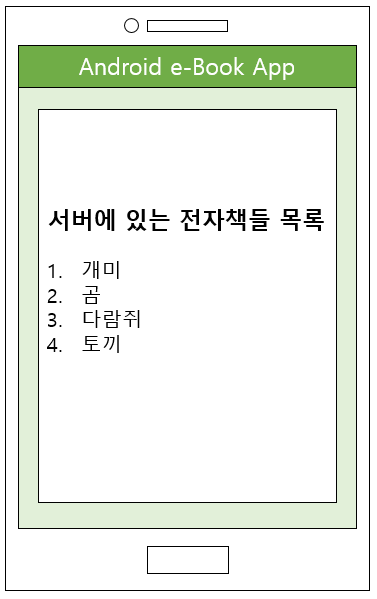 Android e-Book App
서버에 있는 전자책들 목록
1. 개미
2. 곰
3. 다람쥐
4. 토끼